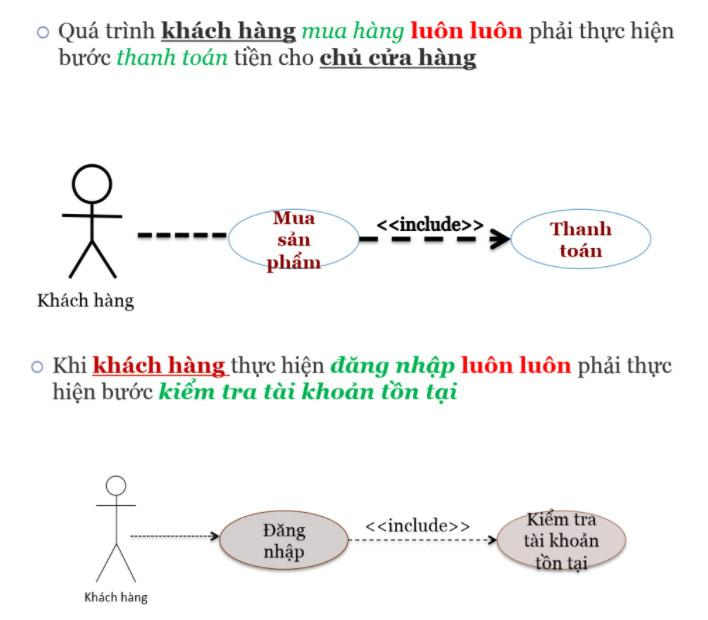 Quá trình khách hàng mua hàng luôn luôn phải thực hiện
bước thanh toán tiền cho chủ cửa hàng
Mua
sản
phẩm
<<include>>
Thanh
toán
Khách hàng
Khi khách hàng thực hiện đăng nhập luôn luôn phải thực
hiện bước kiểm tra tài khoản tồn tại
Đăng
nhập
<<include>>
Kiểm tra
tài khoản
tồn tại
Khách hàng